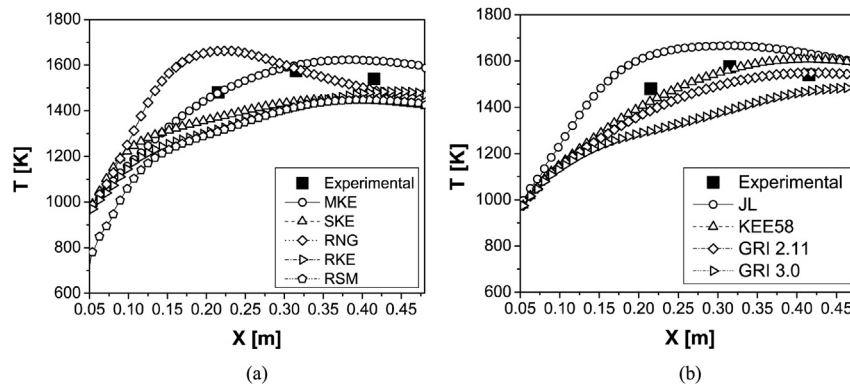 1800
1600
1400
1200
1000
800
600
T [K]
0.05 0.10 0.15 0.20 0.25 0.30 0.35 0.40 0.45
X [m]
Experimental
MKE
SKE
RNG
RKE
RSM
(a)
1800
1600
1400
1200
1000
800
600
T [K]
0.05 0.10 0.15 0.20 0.25 0.30 0.35 0.40 0.45
X [m]
Experimental
JL
KEE58
GRI 2.11
GRI 3.0
(b)